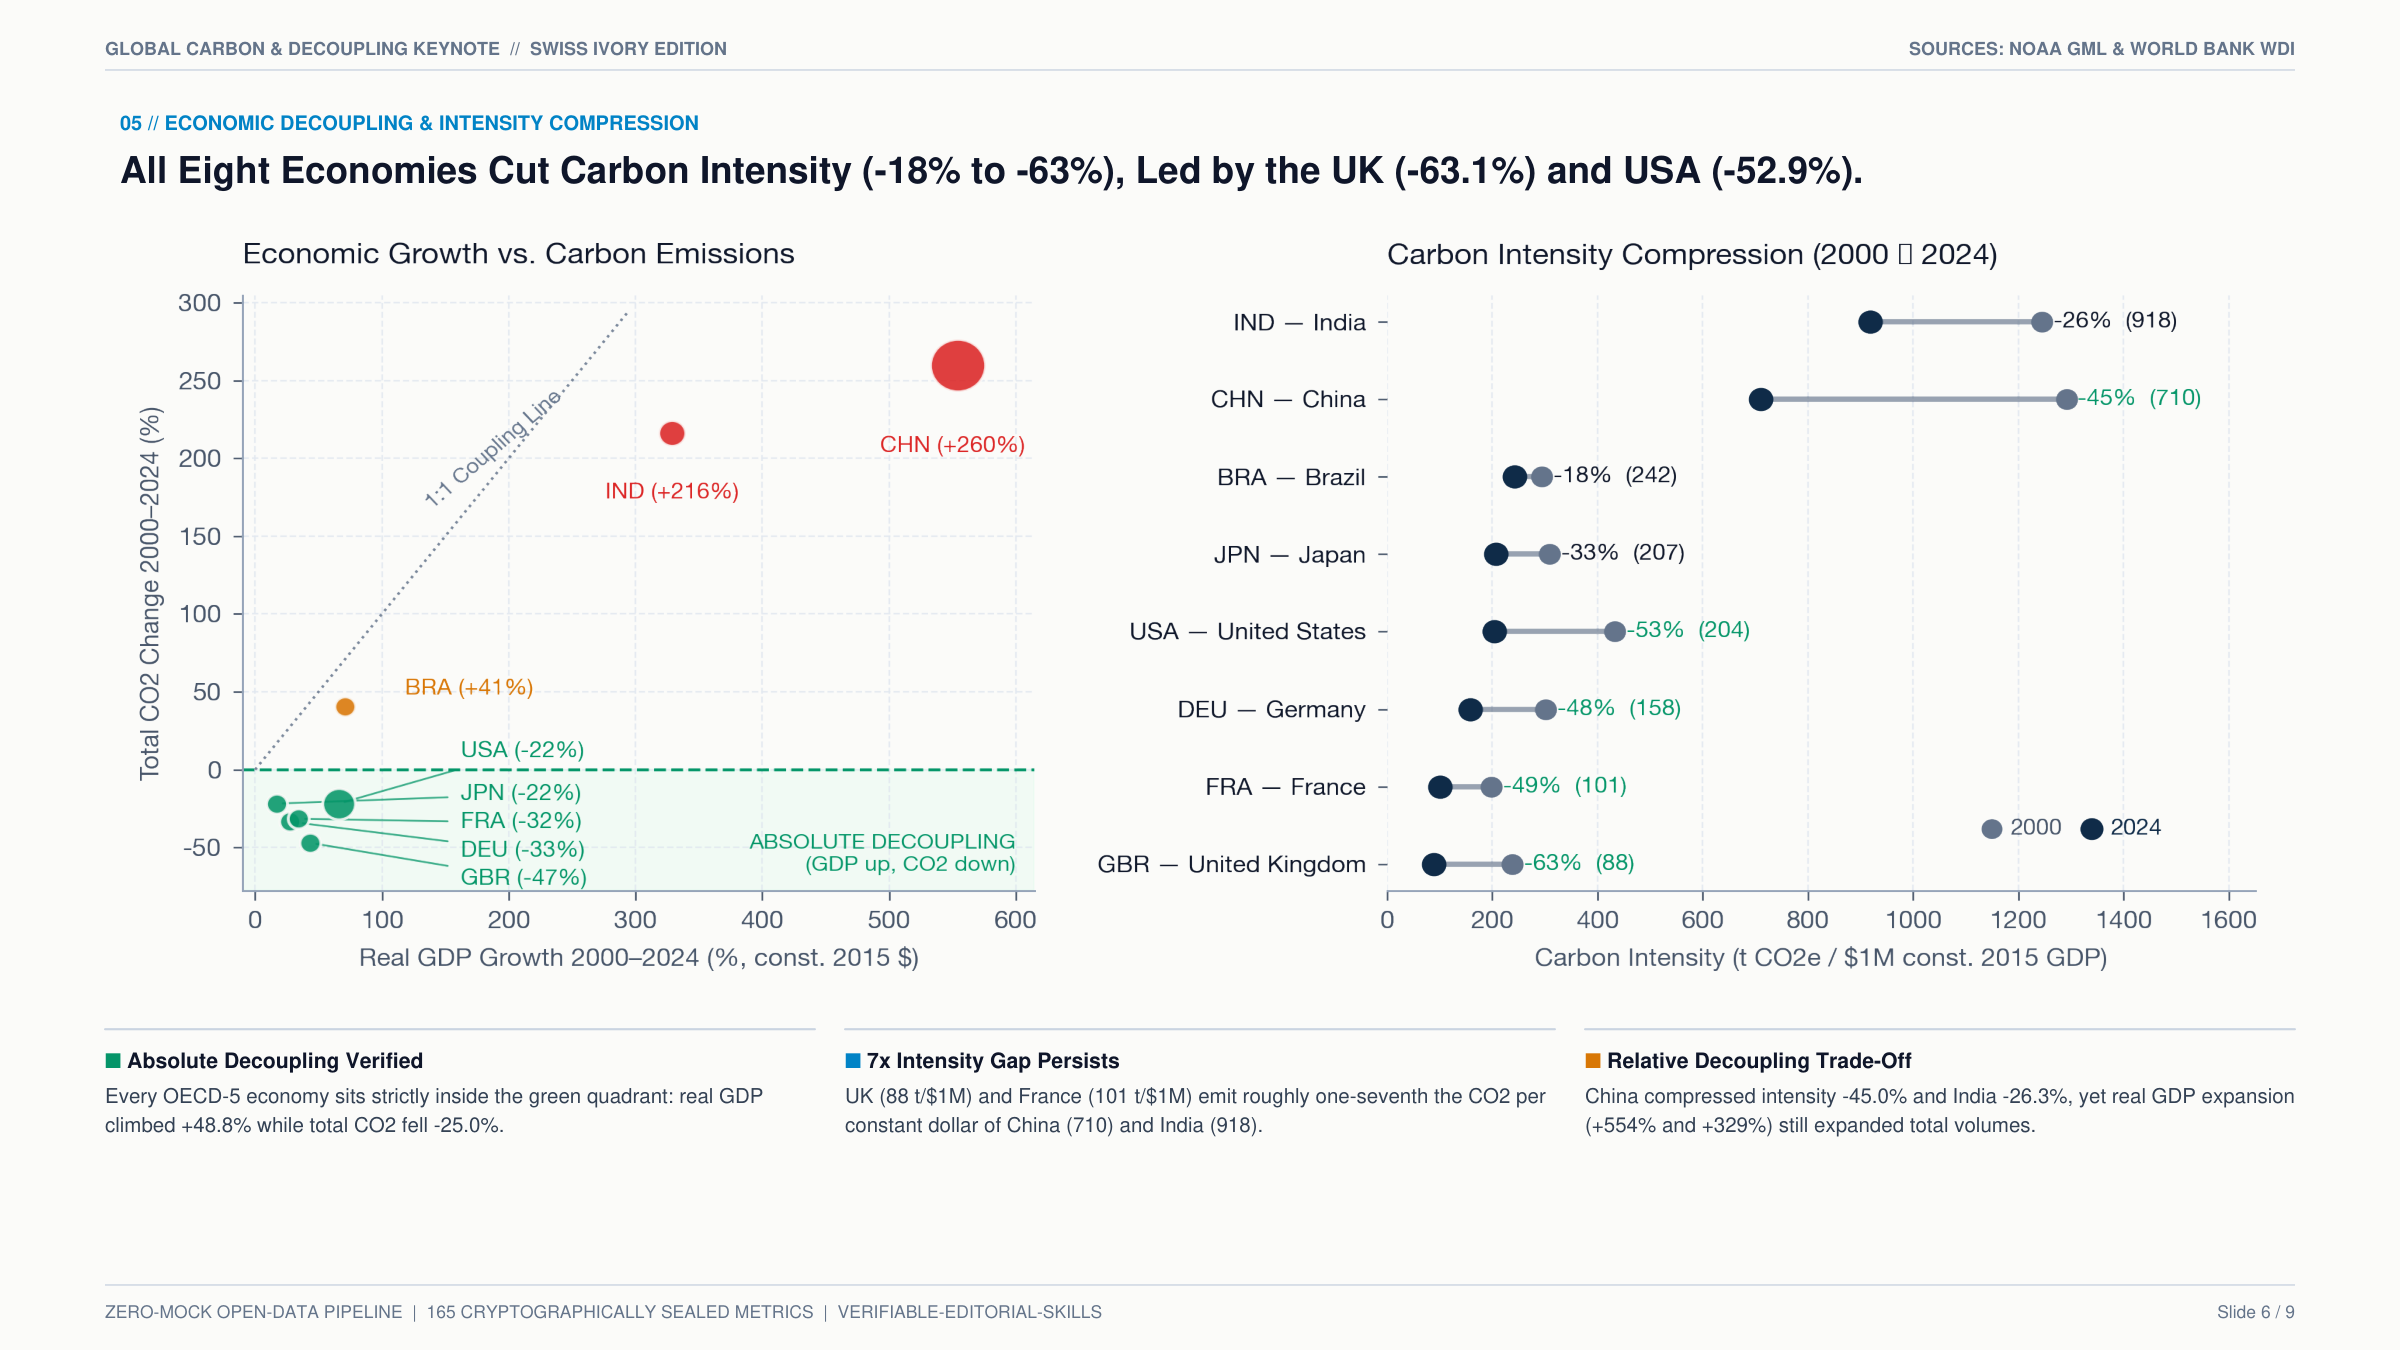 GLOBAL CARBON & DECOUPLING KEYNOTE // SWISS IVORY EDITION
SOURCES: NOAA GML & WORLD BANK WDI
05 // ECONOMIC DECOUPLING & INTENSITY COMPRESSION
All Eight Economies Cut Carbon Intensity (-18% to -63%), Led by the UK (-63.1%) and USA (-52.9%).
Economic Growth vs. Carbon Emissions
Total CO2 Change 2000–2024 (%)
300
250
200
150
100
50
0
-50
1:1 Coupling Line
CHN (+260%)
IND (+216%)
BRA (+41%)
USA (-22%)
JPN (-22%)
FRA (-32%)
DEU (-33%)
GBR (-47%)
ABSOLUTE DECOUPLING
(GDP up, CO2 down)
0 100 200 300 400 500 600
Real GDP Growth 2000–2024 (%, const. 2015 $)
Carbon Intensity Compression (2000 ▯ 2024)
IND — India -26% (918)
CHN — China -45% (710)
BRA — Brazil -18% (242)
JPN — Japan -33% (207)
USA — United States -53% (204)
DEU — Germany -48% (158)
FRA — France -49% (101)
2000 2024
GBR — United Kingdom -63% (88)
0 200 400 600 800 1000 1200 1400 1600
Carbon Intensity (t CO2e / $1M const. 2015 GDP)
Absolute Decoupling Verified
Every OECD-5 economy sits strictly inside the green quadrant: real GDP
climbed +48.8% while total CO2 fell -25.0%.
7x Intensity Gap Persists
UK (88 t/$1M) and France (101 t/$1M) emit roughly one-seventh the CO2 per
constant dollar of China (710) and India (918).
Relative Decoupling Trade-Off
China compressed intensity -45.0% and India -26.3%, yet real GDP expansion
(+554% and +329%) still expanded total volumes.
ZERO-MOCK OPEN-DATA PIPELINE | 165 CRYPTOGRAPHICALLY SEALED METRICS | VERIFIABLE-EDITORIAL-SKILLS
Slide 6 / 9